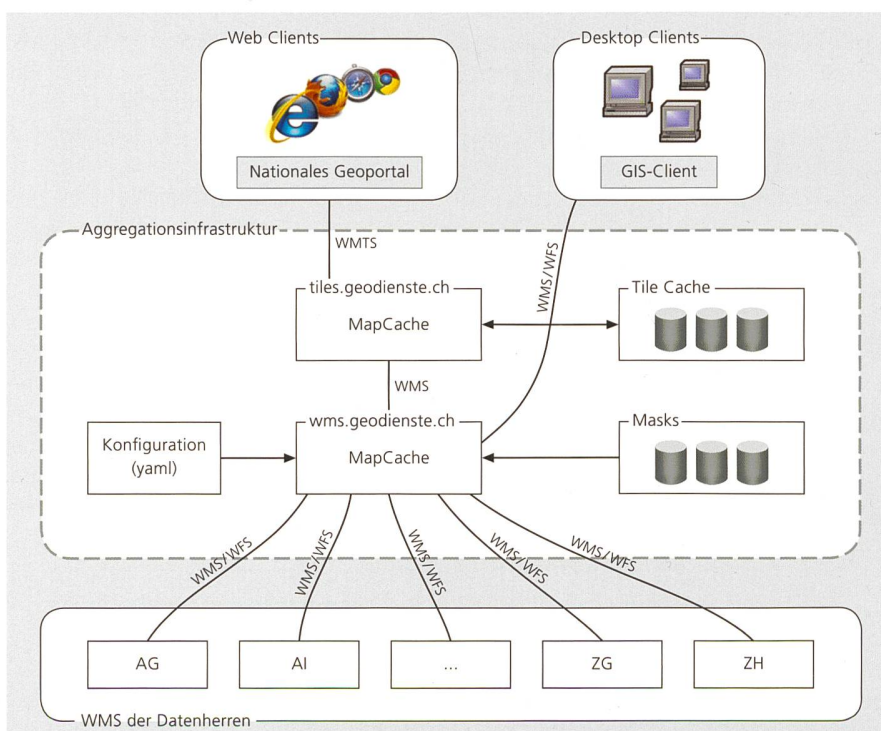 Web Clients
Desktop Clients
Nationales Geoportal
GIS-Client
Aggregationsinfrastruktur
WMTS
WMS/WFS
tiles.geodienste.ch
MapCache
Tile Cache
WMS
wms.geodienste.ch
MapCache
Masks
Konfiguration
(yaml)
WMS/WFS
WMS/WFS
WMS/WFS
WMS/WFS
WMS/WFS
AG
AI
...
ZG
ZH
WMS der Datenherren